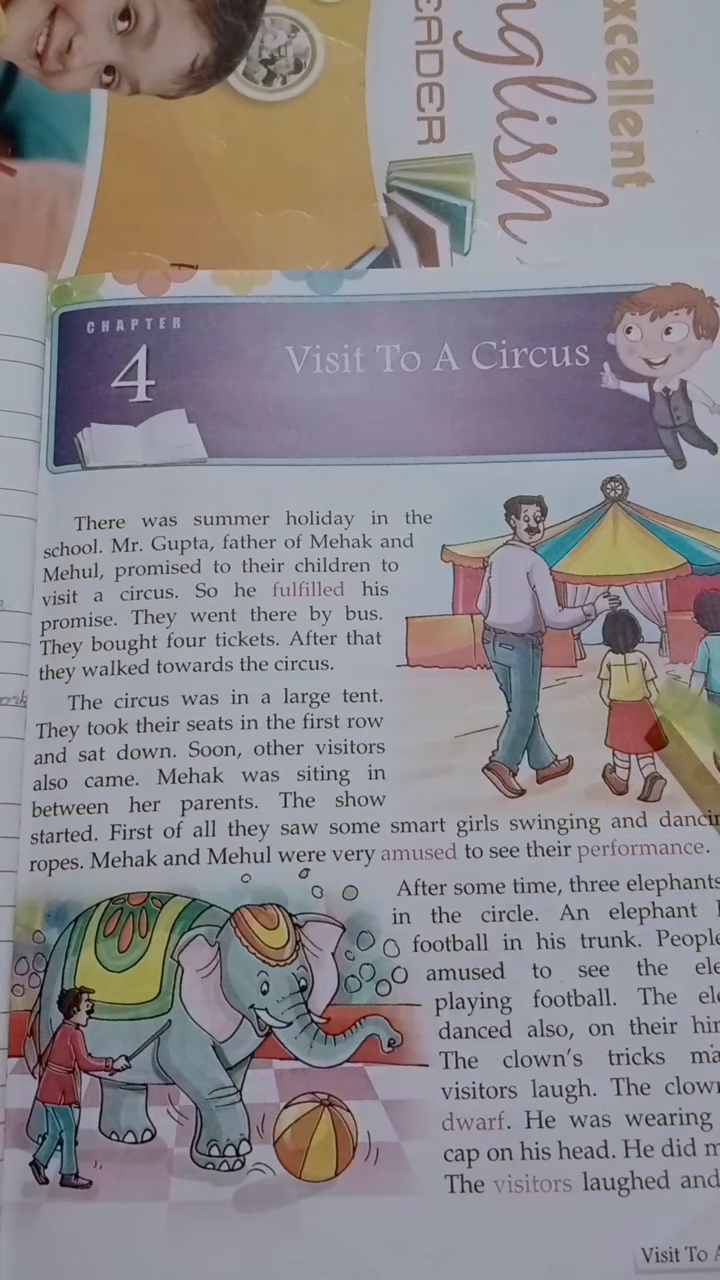 xcellent
nglish
EADER
CHAPTER
4
Visit To A Circus
There was summer holiday in the
school. Mr. Gupta, father of Mehak and
Mehul, promised to their children to
visit a circus. So he fulfilled his
promise. They went there by bus.
They bought four tickets. After that
they walked towards the circus.
The circus was in a large tent.
They took their seats in the first row
and sat down. Soon, other visitors
also came. Mehak was siting in
between her parents. The show
started. First of all they saw some smart girls swinging and dancin
ropes. Mehak and Mehul were very amused to see their performance.
After some time, three elephants
in the circle. An elephant
football in his trunk. People
amused to see the ele
playing football. The ele
danced also, on their hin
The clown's tricks ma
visitors laugh. The clow
dwarf. He was wearing
cap on his head. He did m
The visitors laughed and
Visit To A